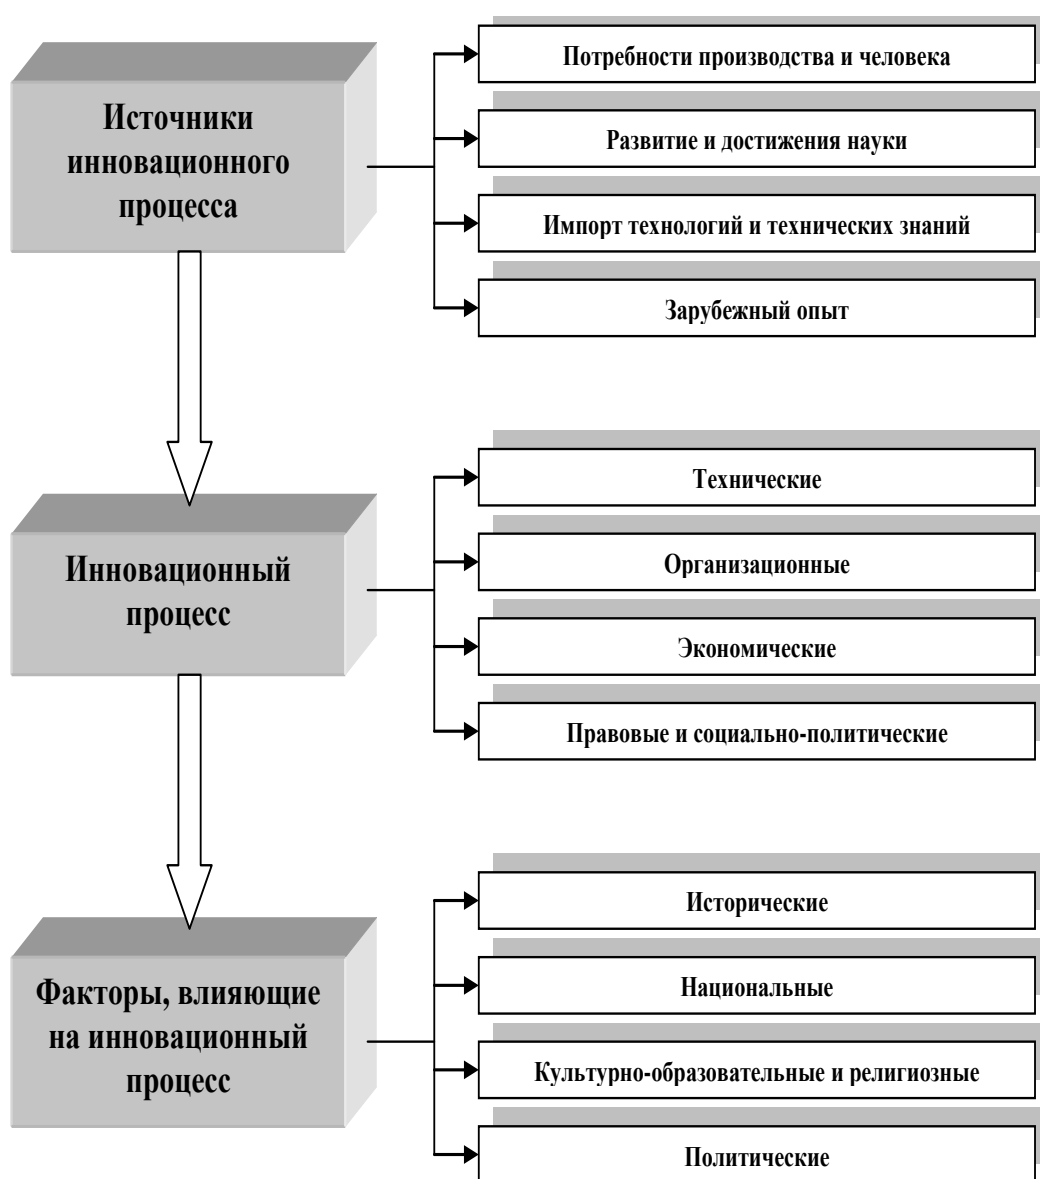 Источники
инновационного
процесса
Потребности производства и человека
Развитие и достижения науки
Импорт технологий и технических знаний
Зарубежный опыт
Инновационный
процесс
Технические
Организационные
Экономические
Правовые и социально-политические
Факторы, влияющие
на инновационный
процесс
Исторические
Национальные
Культурно-образовательные и религиозные
Политические